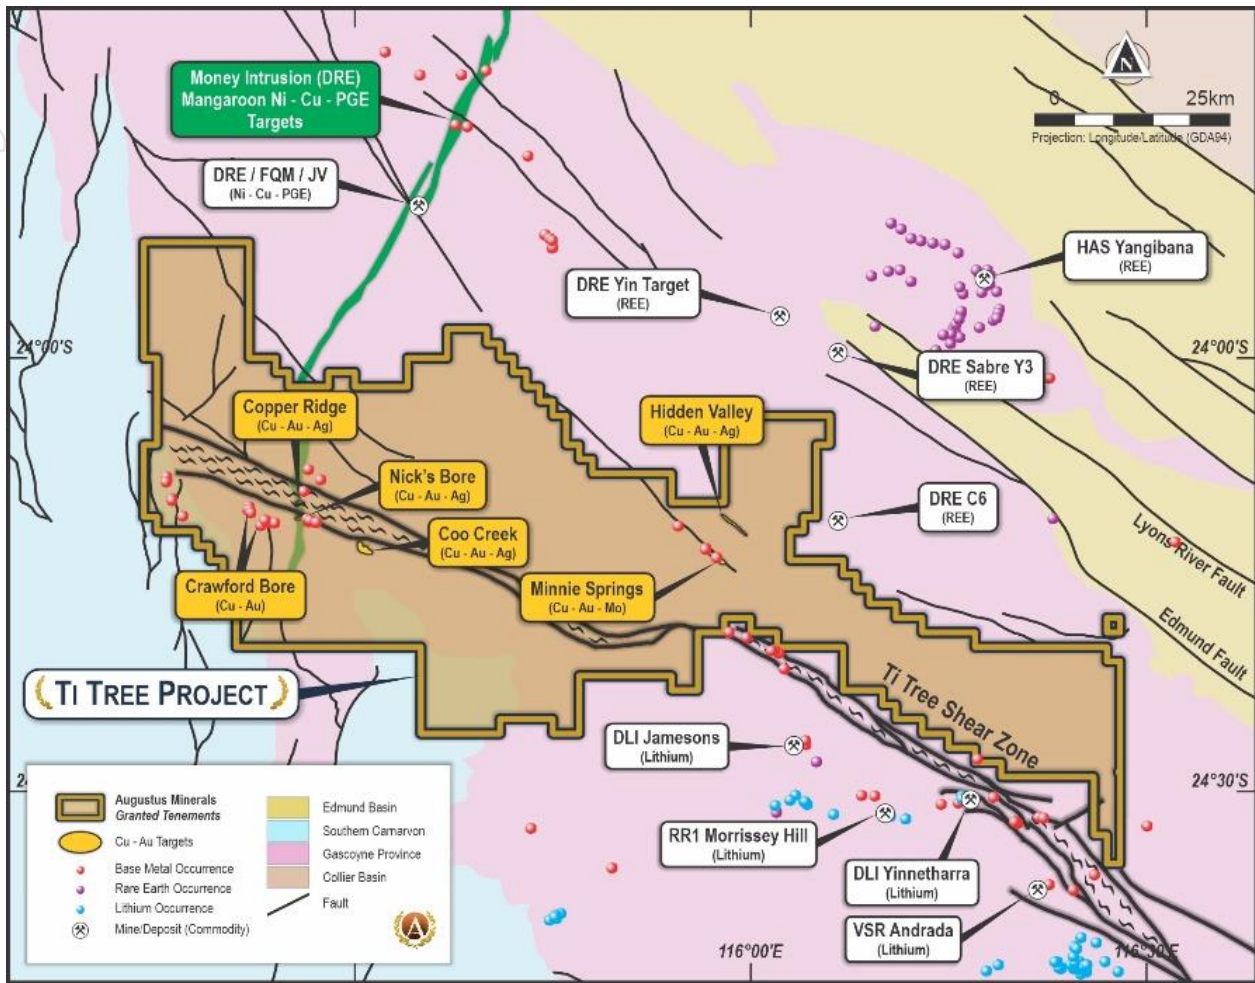 Money Intrusion (DRE)
Mangaroon Ni - Cu - PGE
Targets
N
0 25km
Projection: Longitude/Latitude (GDA94)
DRE / FQM / JV
(Ni - Cu - PGE)
HAS Yangibana
(REE)
DRE Yin Target
(REE)
24°00'S
24°00'S
DRE Sabre Y3
(REE)
Copper Ridge
(Cu - Au - Ag)
Hidden Valley
(Cu - Au - Ag)
Nick's Bore
(Cu - Au - Ag)
DRE C6
(REE)
Coo Creek
(Cu - Au - Ag)
Lyons River Fault
Crawford Bore
(Cu - Au)
Minnie Springs
(Cu - Au - Mo)
Edmund Fault
TI TREE PROJECT
Ti Tree Shear Zone
DLI Jamesons
(Lithium)
24
24°30'S
Augustus Minerals
Granted Tenements
Cu - Au Targets
Base Metal Occurrence
Rare Earth Occurrence
Lithium Occurrence
Mine/Deposit (Commodity)
Edmund Basin
Southern Carnarvon
Gascoyne Province
Collier Basin
Fault
A
RR1 Morrissey Hill
(Lithium)
DLI Yinnetharra
(Lithium)
VSR Andrada
(Lithium)
116°00'E
116°30'E